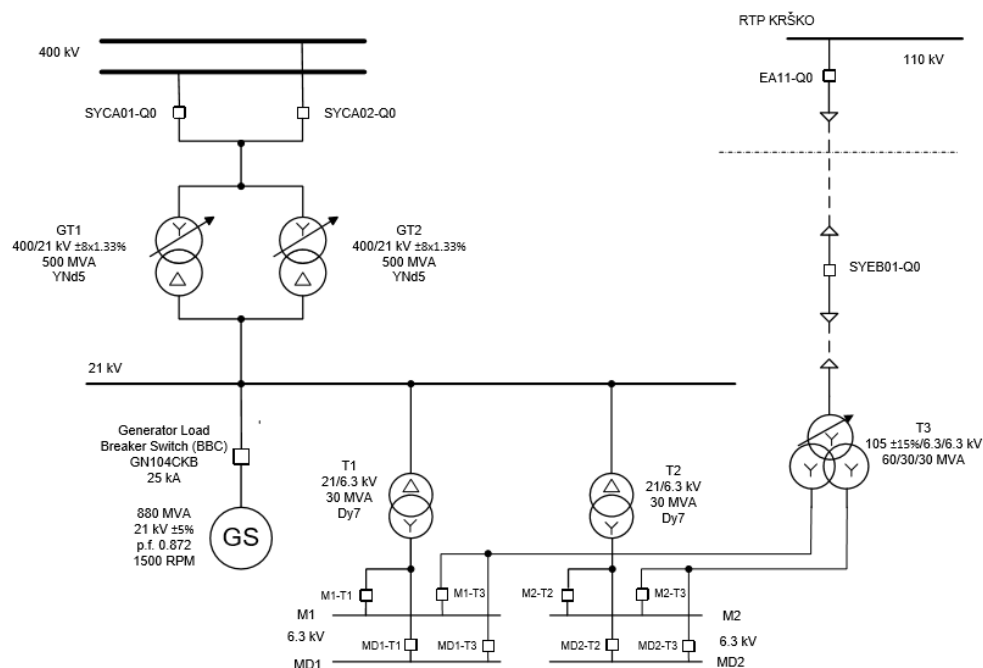 RTP KRŠKO
400 kV
110 kV
EA11-Q0
SYCA01-Q0
SYCA02-Q0
GT1
400/21 kV ±8x1.33%
500 MVA
YNd5
Y
Y
GT2
400/21 kV ±8x1.33%
500 MVA
YNd5
SYEB01-Q0
21 kV
Generator Load
Breaker Switch (BBC)
GN104CKB
25 kA
T1
21/6.3 kV
30 MVA
Dy7
Y
T2
21/6.3 kV
30 MVA
Dy7
Y
Y
Y
Y
T3
105 ±15%/6.3/6.3 kV
60/30/30 MVA
880 MVA
21 kV ±5%
p.f. 0.872
1500 RPM
GS
M1-T1
M1-T3
M2-T2
M2-T3
M1
M2
6.3 kV
6.3 kV
MD1-T1
MD1-T3
MD2-T2
MD2-T3
MD1
MD2